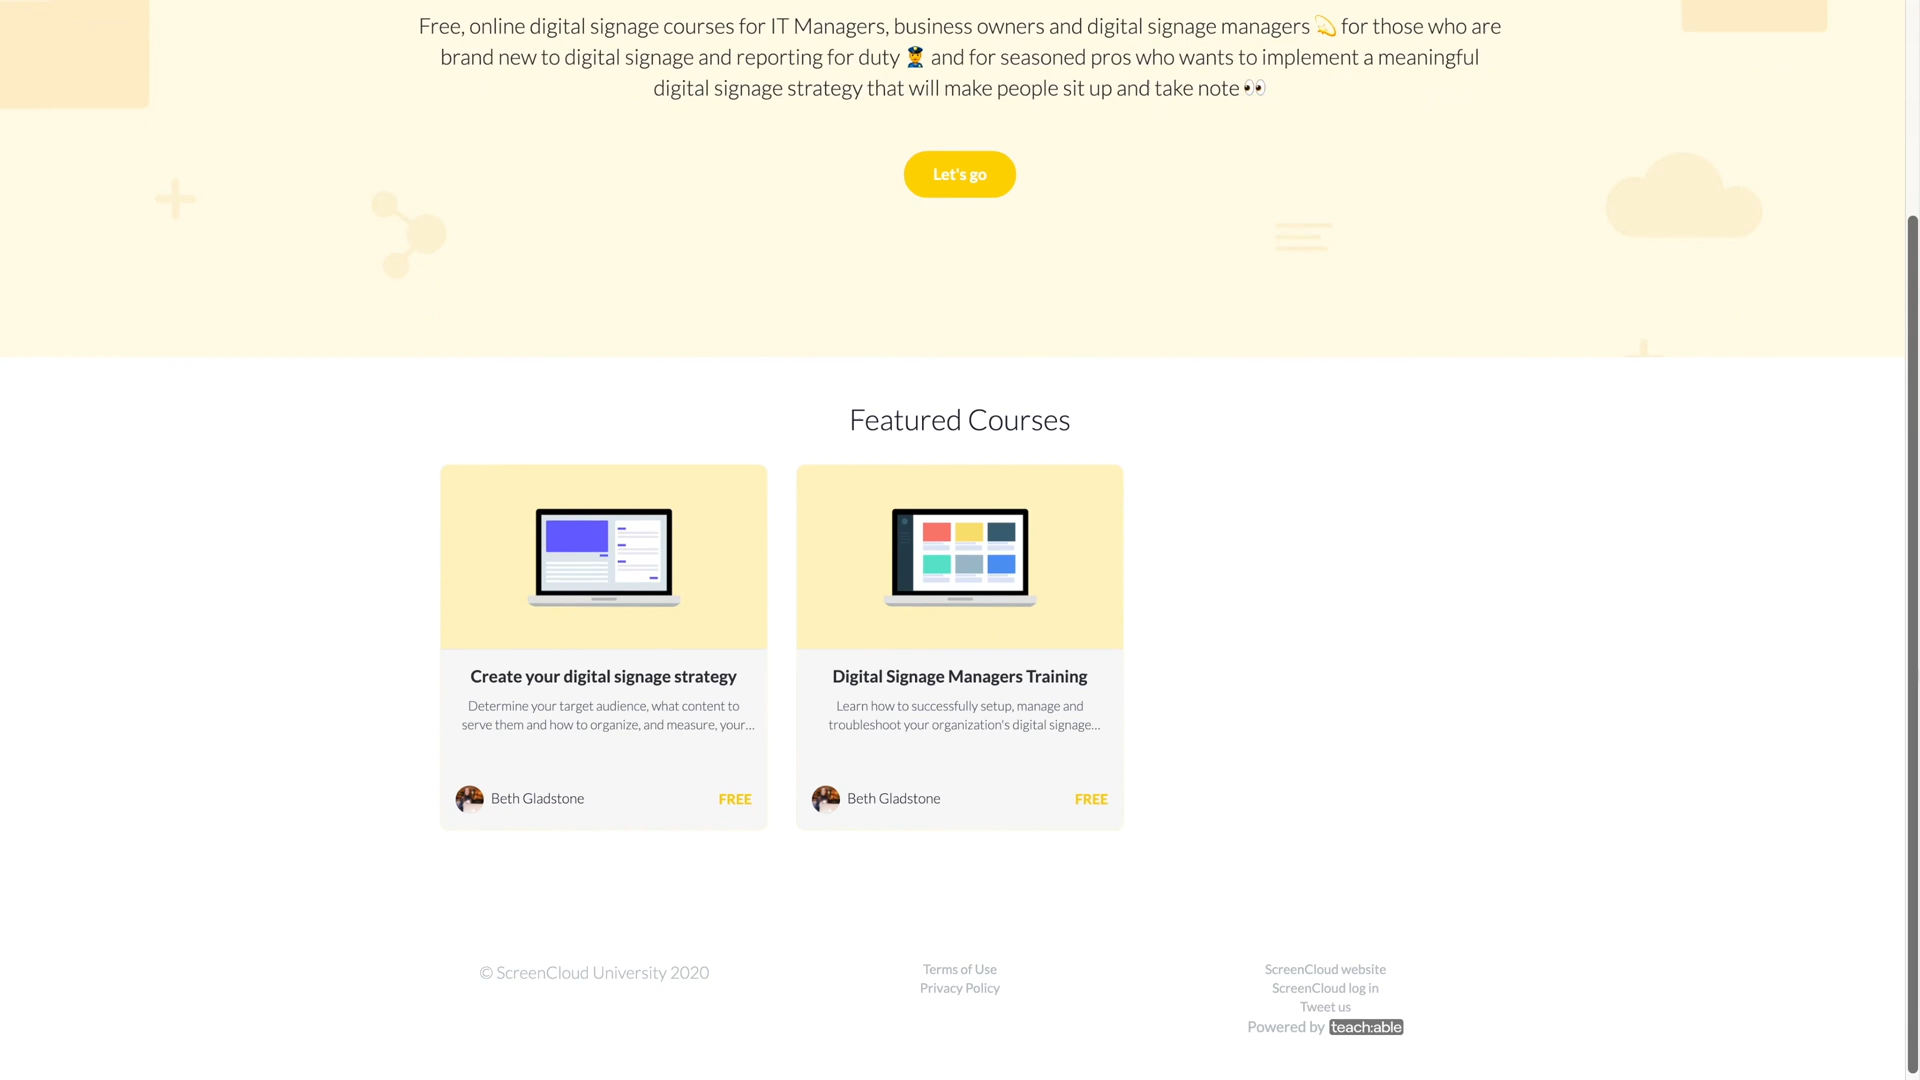 Free, online digital signage courses for IT Managers, business owners and digital signage managers 💫 for those who are
brand new to digital signage and reporting for duty 👮 and for seasoned pros who wants to implement a meaningful
digital signage strategy that will make people sit up and take note 👀
Let's go
Featured Courses
Create your digital signage strategy
Determine your target audience, what content to
serve them and how to organize, and measure, your...
Beth Gladstone
FREE
Digital Signage Managers Training
Learn how to successfully setup, manage and
troubleshoot your organization's digital signage...
Beth Gladstone
FREE
© ScreenCloud University 2020
Terms of Use
Privacy Policy
ScreenCloud website
ScreenCloud log in
Tweet us
Powered by teach:able